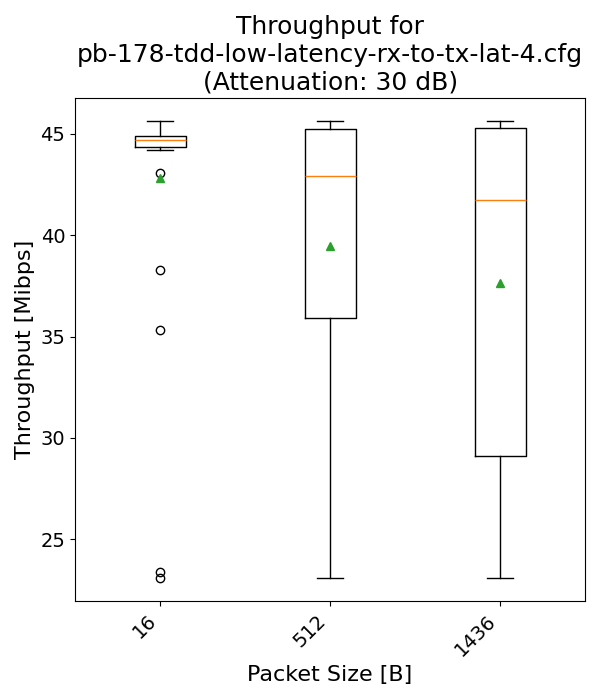 Throughput for
pb-178-tdd-low-latency-rx-to-tx-lat-4.cfg
(Attenuation: 30 dB)
Throughput [Mibps]
45
40
35
30
25
16
512
1436
Packet Size [B]